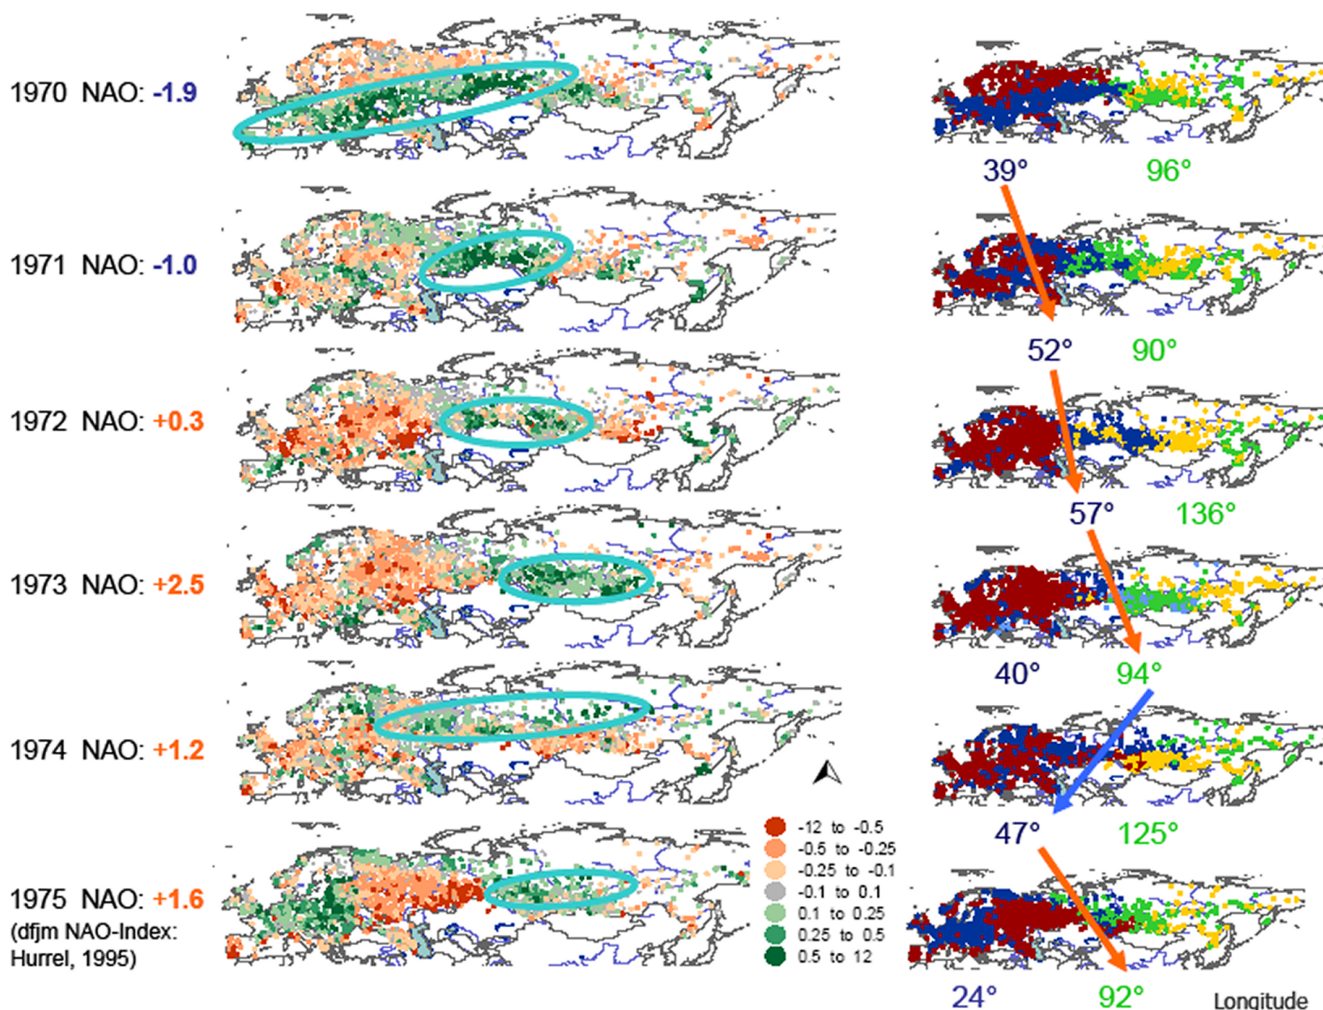 1970 NAO: -1.9
39° 96°
1971 NAO: -1.0
52° 90°
1972 NAO: +0.3
57° 136°
1973 NAO: +2.5
40° 94°
1974 NAO: +1.2
47° 125°
-12 to -0.5
-0.5 to -0.25
-0.25 to -0.1
-0.1 to 0.1
0.1 to 0.25
0.25 to 0.5
0.5 to 12
1975 NAO: +1.6
(dfjm NAO-Index:
Hurrel, 1995)
24° 92° Longitude